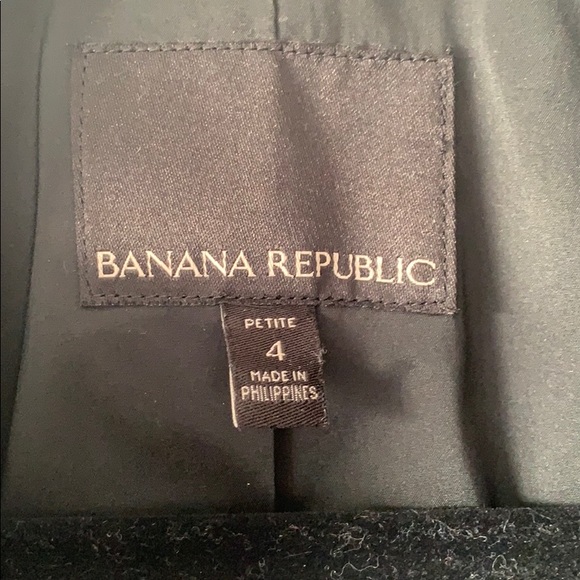 BANANA REPUBLIC
PETITE
4
MADE IN
PHILIPPINES